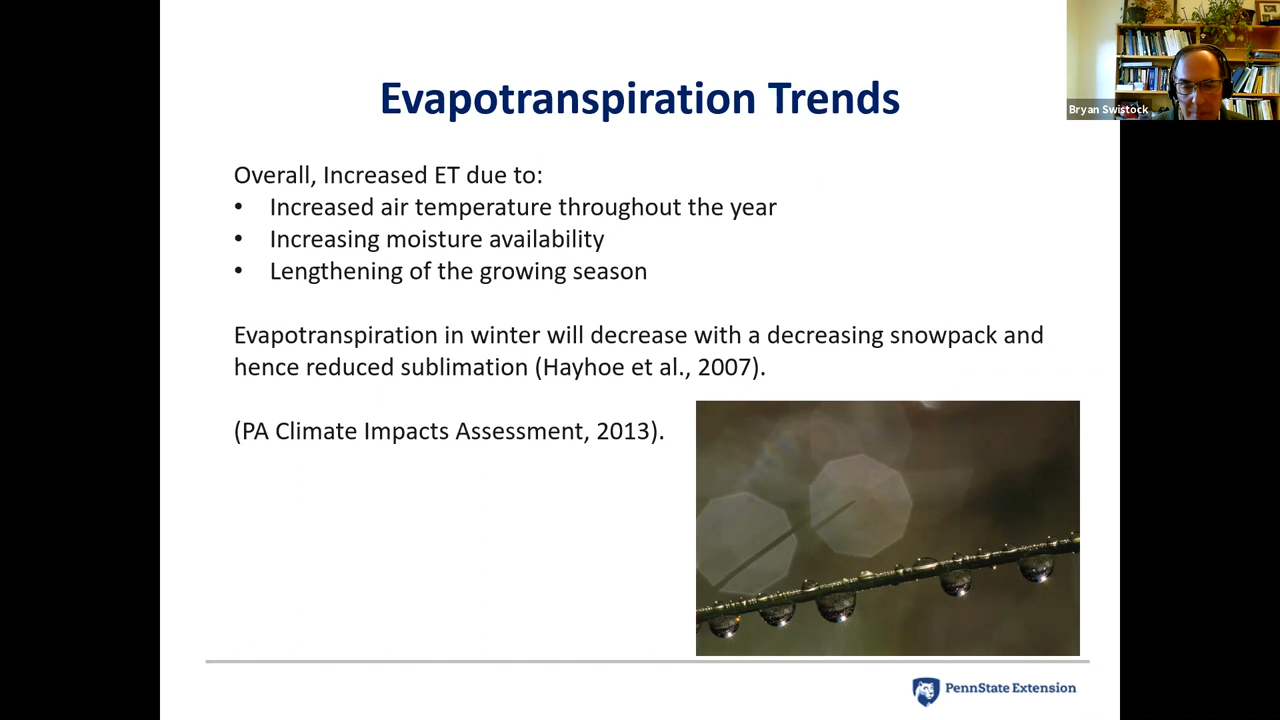 Evapotranspiration Trends
Bryan Swistock
Overall, Increased ET due to:
• Increased air temperature throughout the year
• Increasing moisture availability
• Lengthening of the growing season
Evapotranspiration in winter will decrease with a decreasing snowpack and
hence reduced sublimation (Hayhoe et al., 2007).
(PA Climate Impacts Assessment, 2013).
PennState Extension